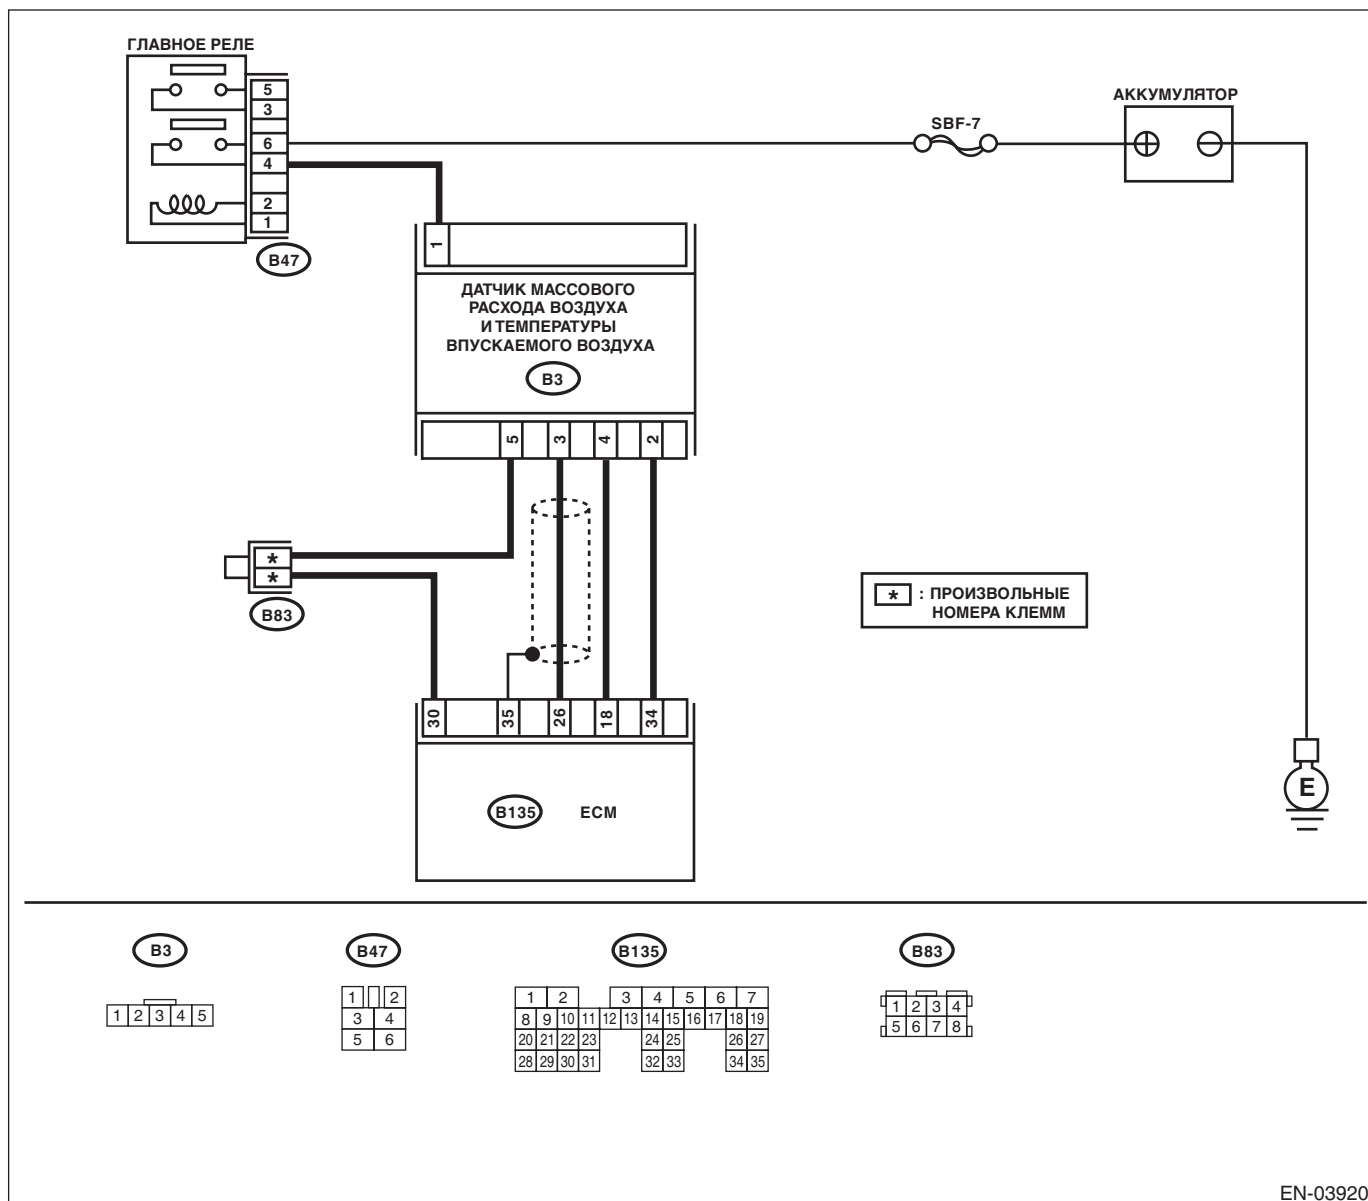 ГЛАВНОЕ РЕЛЕ
5
3
6
4
2
1
B47
SBF-7
АККУМУЛЯТОР
1
ДАТЧИК МАССОВОГО
РАСХОДА ВОЗДУХА
И ТЕМПЕРАТУРЫ
ВПУСКАЕМОГО ВОЗДУХА
B3
5 3 4 2
*
*
B83
* : ПРОИЗВОЛЬНЫЕ
НОМЕРА КЛЕММ
30 35 26 18 34
B135 ECM
E
B3
1 2 3 4 5
B47
1 2
3 4
5 6
B135
1 2 3 4 5 6 7
8 9 10 11 12 13 14 15 16 17 18 19
20 21 22 23 24 25 26 27
28 29 30 31 32 33 34 35
B83
1 2 3 4
5 6 7 8
EN-03920